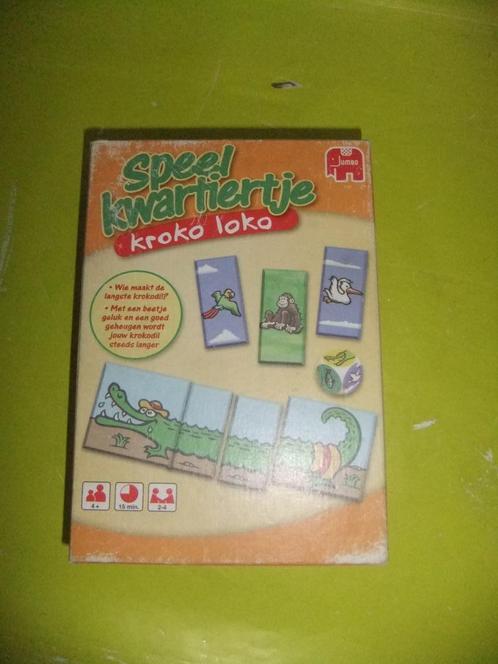 Speel
kwartiertje
kroko loko
Jumbo
• Wie maakt de
langste krokodil?
• Met een beetje
geluk en een goed
geheugen wordt
jouw krokodil
steeds langer
4+
15 min.
2-4